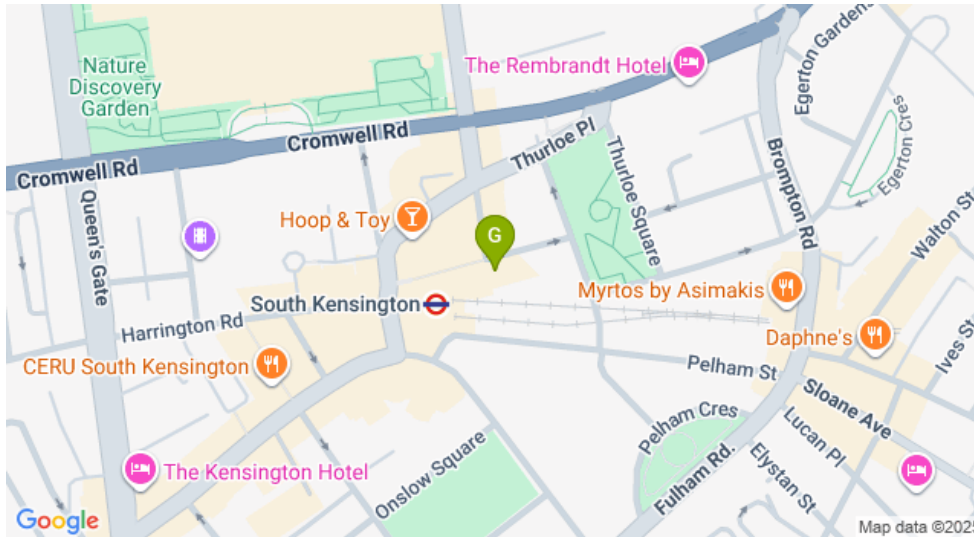 Nature
Discovery
Garden
The Rembrandt Hotel
Egerton Gardens
Cromwell Rd
Cromwell Rd
Thurloe Pl
Thurloe Square
Brompton Rd
Egerton Cres
Queen's Gate
Hoop & Toy
G
Walton St
South Kensington
Myrtos by Asimakis
Harrington Rd
Daphne's
CERU South Kensington
Pelham St
Ives St
Sloane Ave
Pelham Cres
Lucan Pl
The Kensington Hotel
Onslow Square
Fulham Rd.
Elystan St
Google
Map data ©2025